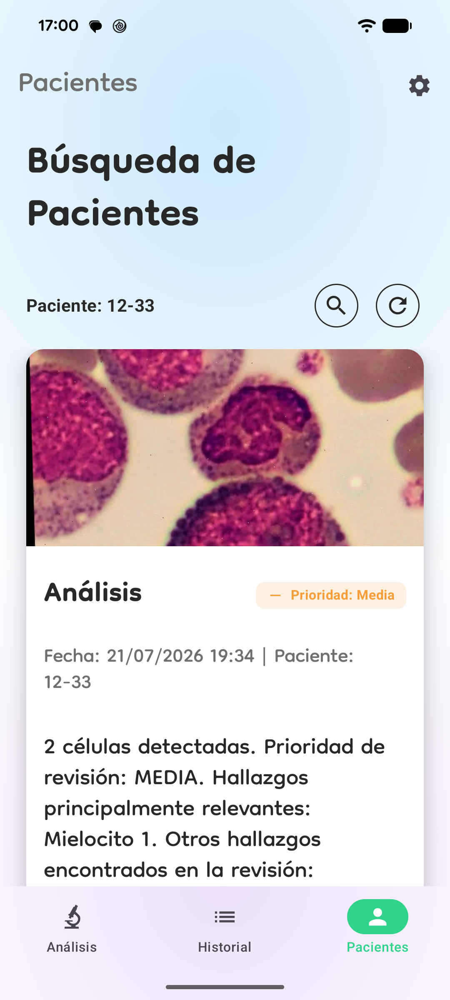 17:00
Pacientes
Búsqueda de
Pacientes
Paciente: 12-33
Análisis
— Prioridad: Media
Fecha: 21/07/2026 19:34 | Paciente:
12-33
2 células detectadas. Prioridad de
revisión: MEDIA. Hallazgos
principalmente relevantes:
Mielocito 1. Otros hallazgos
encontrados en la revisión:
Análisis
Historial
Pacientes